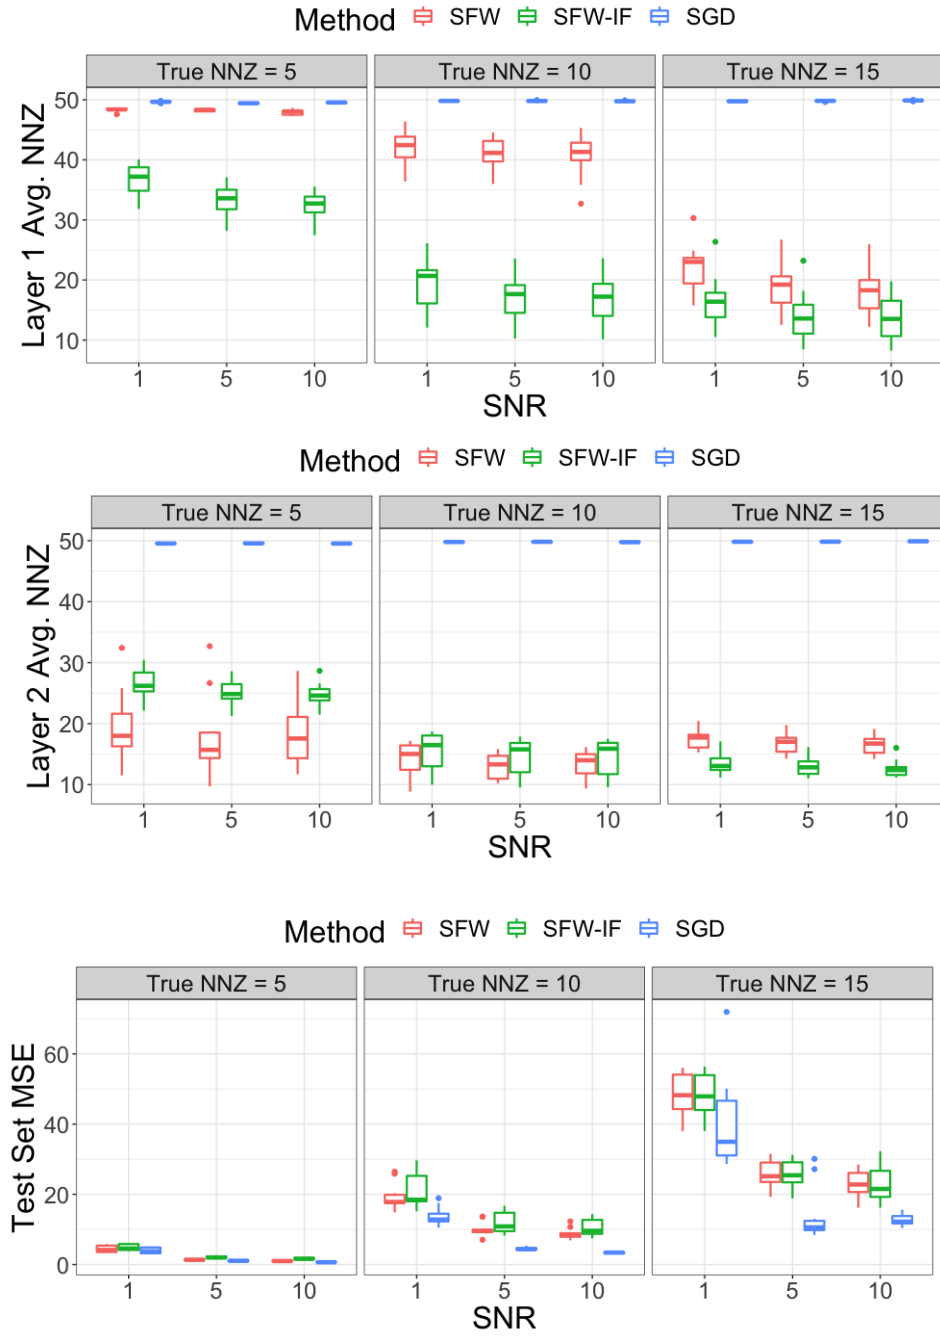 Method SFW SFW-IF SGD
True NNZ = 5 True NNZ = 10 True NNZ = 15
Layer 1 Avg. NNZ
50
40
30
20
10
1 5 10 1 5 10 1 5 10
SNR
Method SFW SFW-IF SGD
True NNZ = 5 True NNZ = 10 True NNZ = 15
Layer 2 Avg. NNZ
50
40
30
20
10
1 5 10 1 5 10 1 5 10
SNR
Method SFW SFW-IF SGD
True NNZ = 5 True NNZ = 10 True NNZ = 15
Test Set MSE
60
40
20
0
1 5 10 1 5 10 1 5 10
SNR